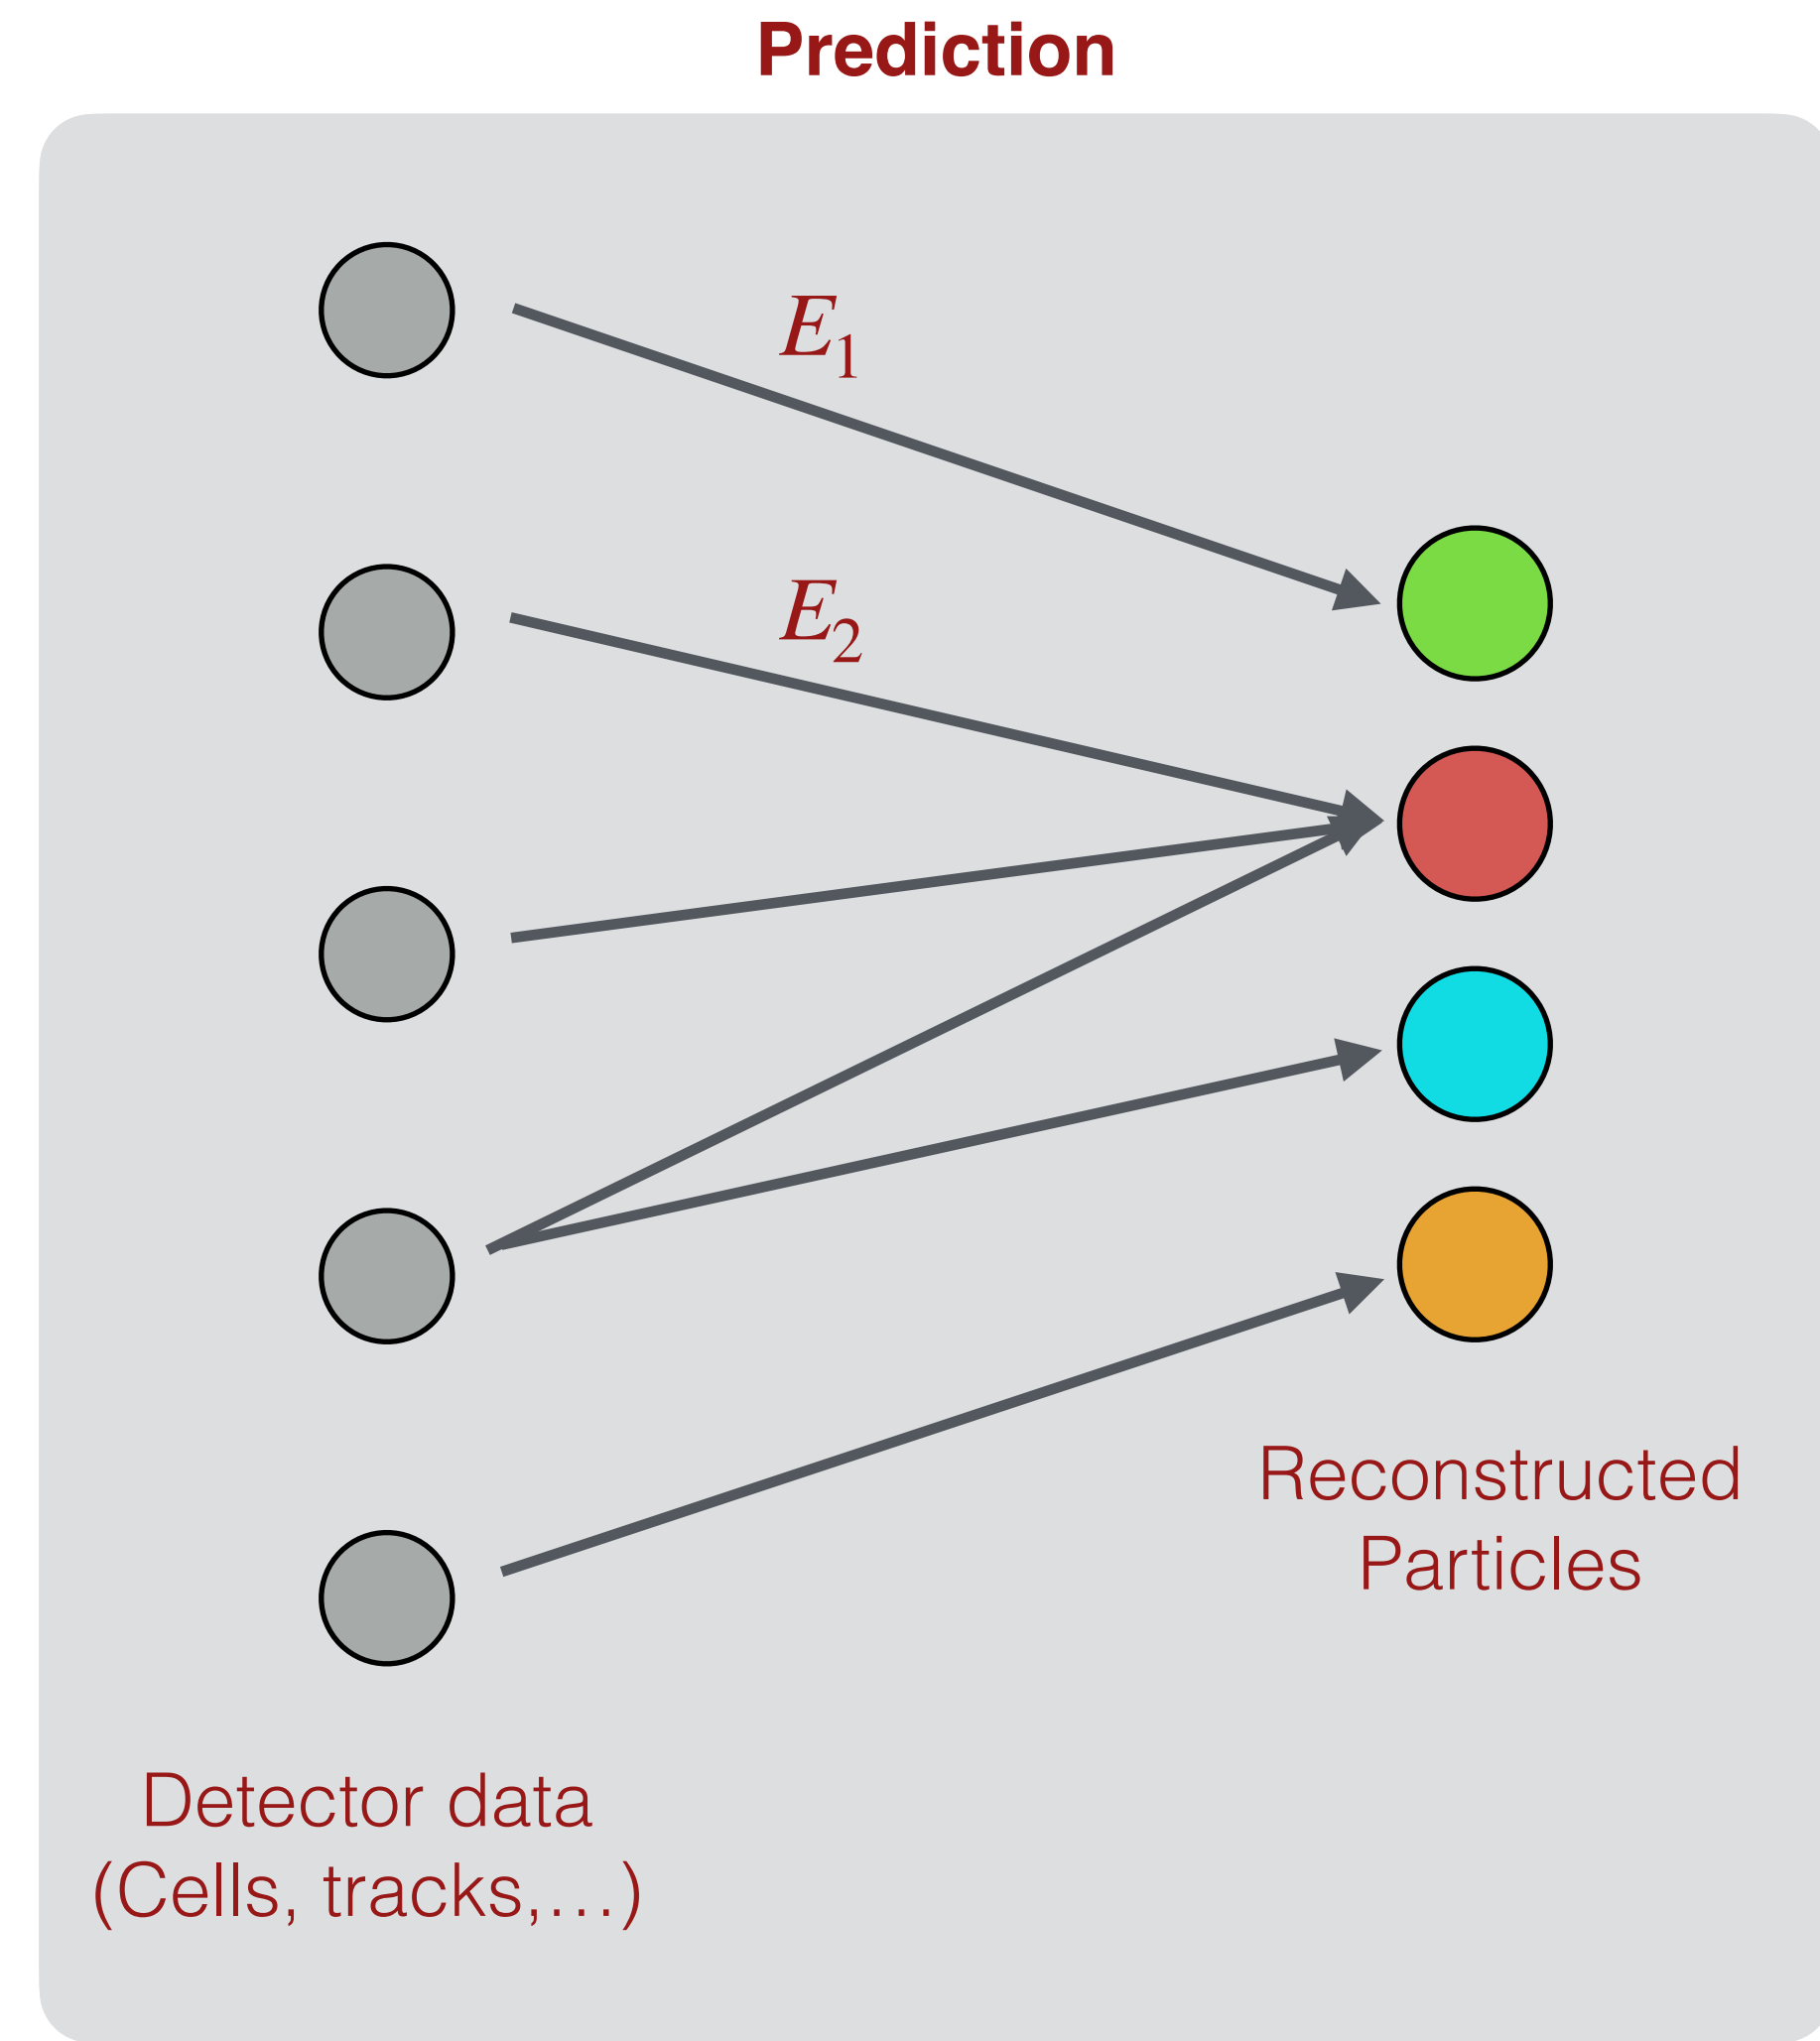 Prediction
E1
E2
Reconstructed
Particles
Detector data
(Cells, tracks,…)